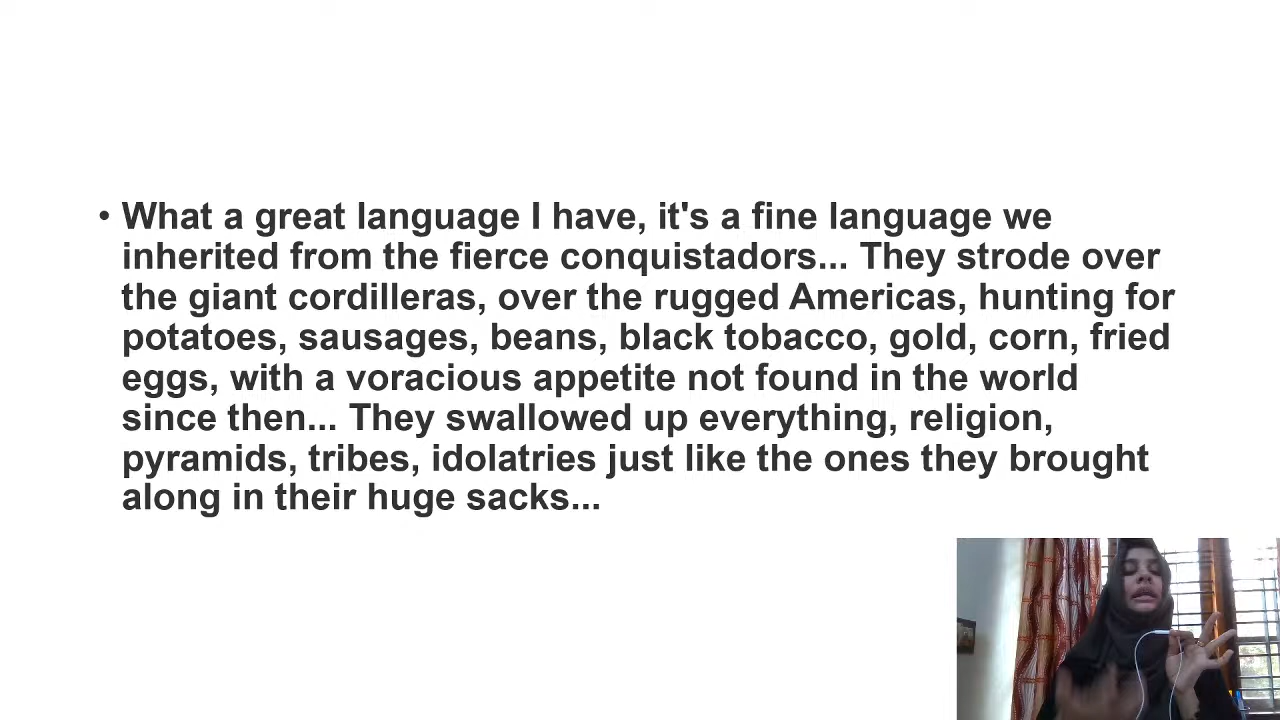 • What a great language I have, it's a fine language we
inherited from the fierce conquistadors... They strode over
the giant cordilleras, over the rugged Americas, hunting for
potatoes, sausages, beans, black tobacco, gold, corn, fried
eggs, with a voracious appetite not found in the world
since then... They swallowed up everything, religion,
pyramids, tribes, idolatries just like the ones they brought
along in their huge sacks...